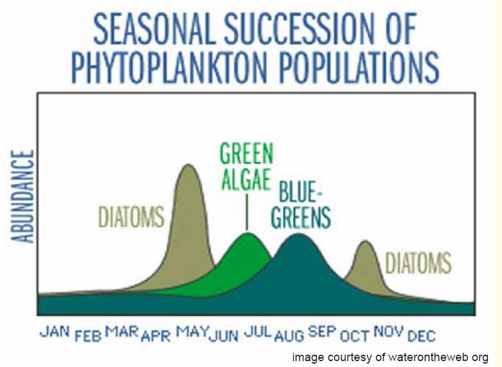 SEASONAL SUCCESSION OF
PHYTOPLANKTON POPULATIONS
ABUNDANCE
GREEN
ALGAE
BLUE-
GREENS
DIATOMS
DIATOMS
JAN FEB MAR APR MAY JUN JUL AUG SEP OCT NOV DEC
image courtesy of waterontheweb org